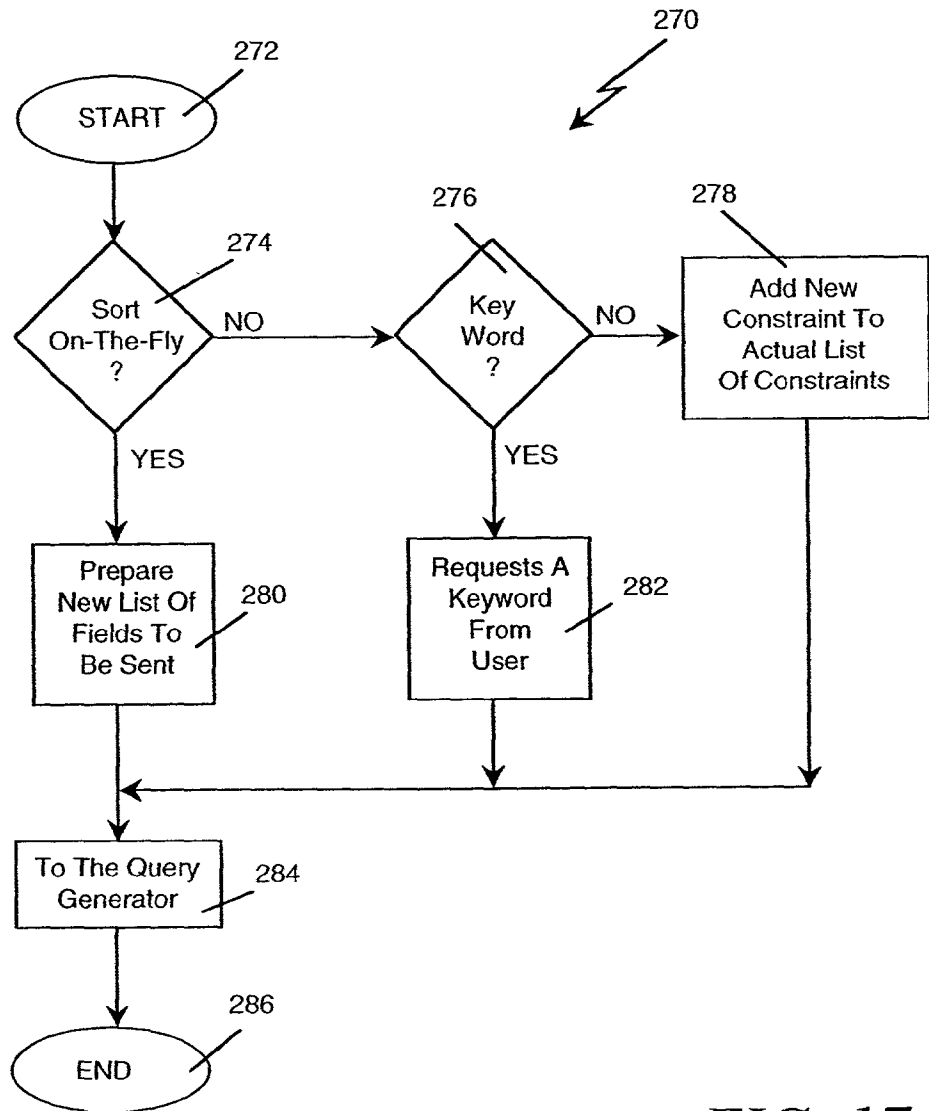 270
272
START
276
278
274
Sort
On-The-Fly
?
NO
Key
Word
?
NO
Add New
Constraint To
Actual List
Of Constraints
YES
YES
Prepare
New List Of
Fields To
Be Sent
280
Requests A
Keyword
From
User
282
To The Query
Generator
284
286
END